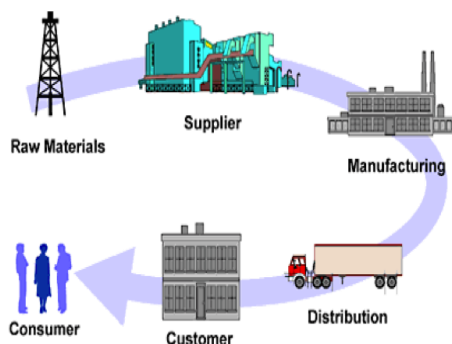 Raw Materials
Supplier
Manufacturing
Distribution
Customer
Consumer